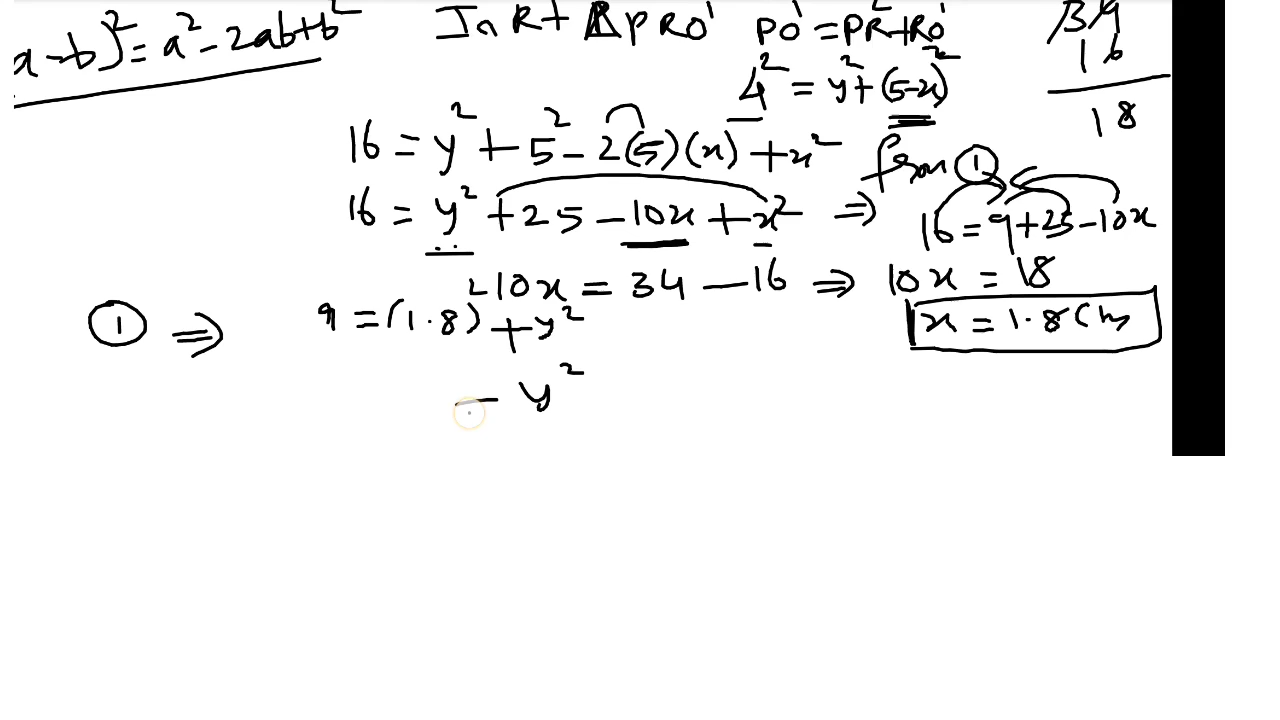 a-b)² = a² - 2ab + b²
In Rt Δ PRO' PO'² = PR² + RO'²
4² = y² + (5-x)²
34
16
18
16 = y² + 5² - 2(5)(x) + x²
from ①
16 = y² + 25 - 10x + x² ⇒ 16 = 9 + 25 - 10x
10x = 34 - 16 ⇒ 10x = 18
① ⇒ 9 = (1.8) + y² x = 1.8 Cm
- y²